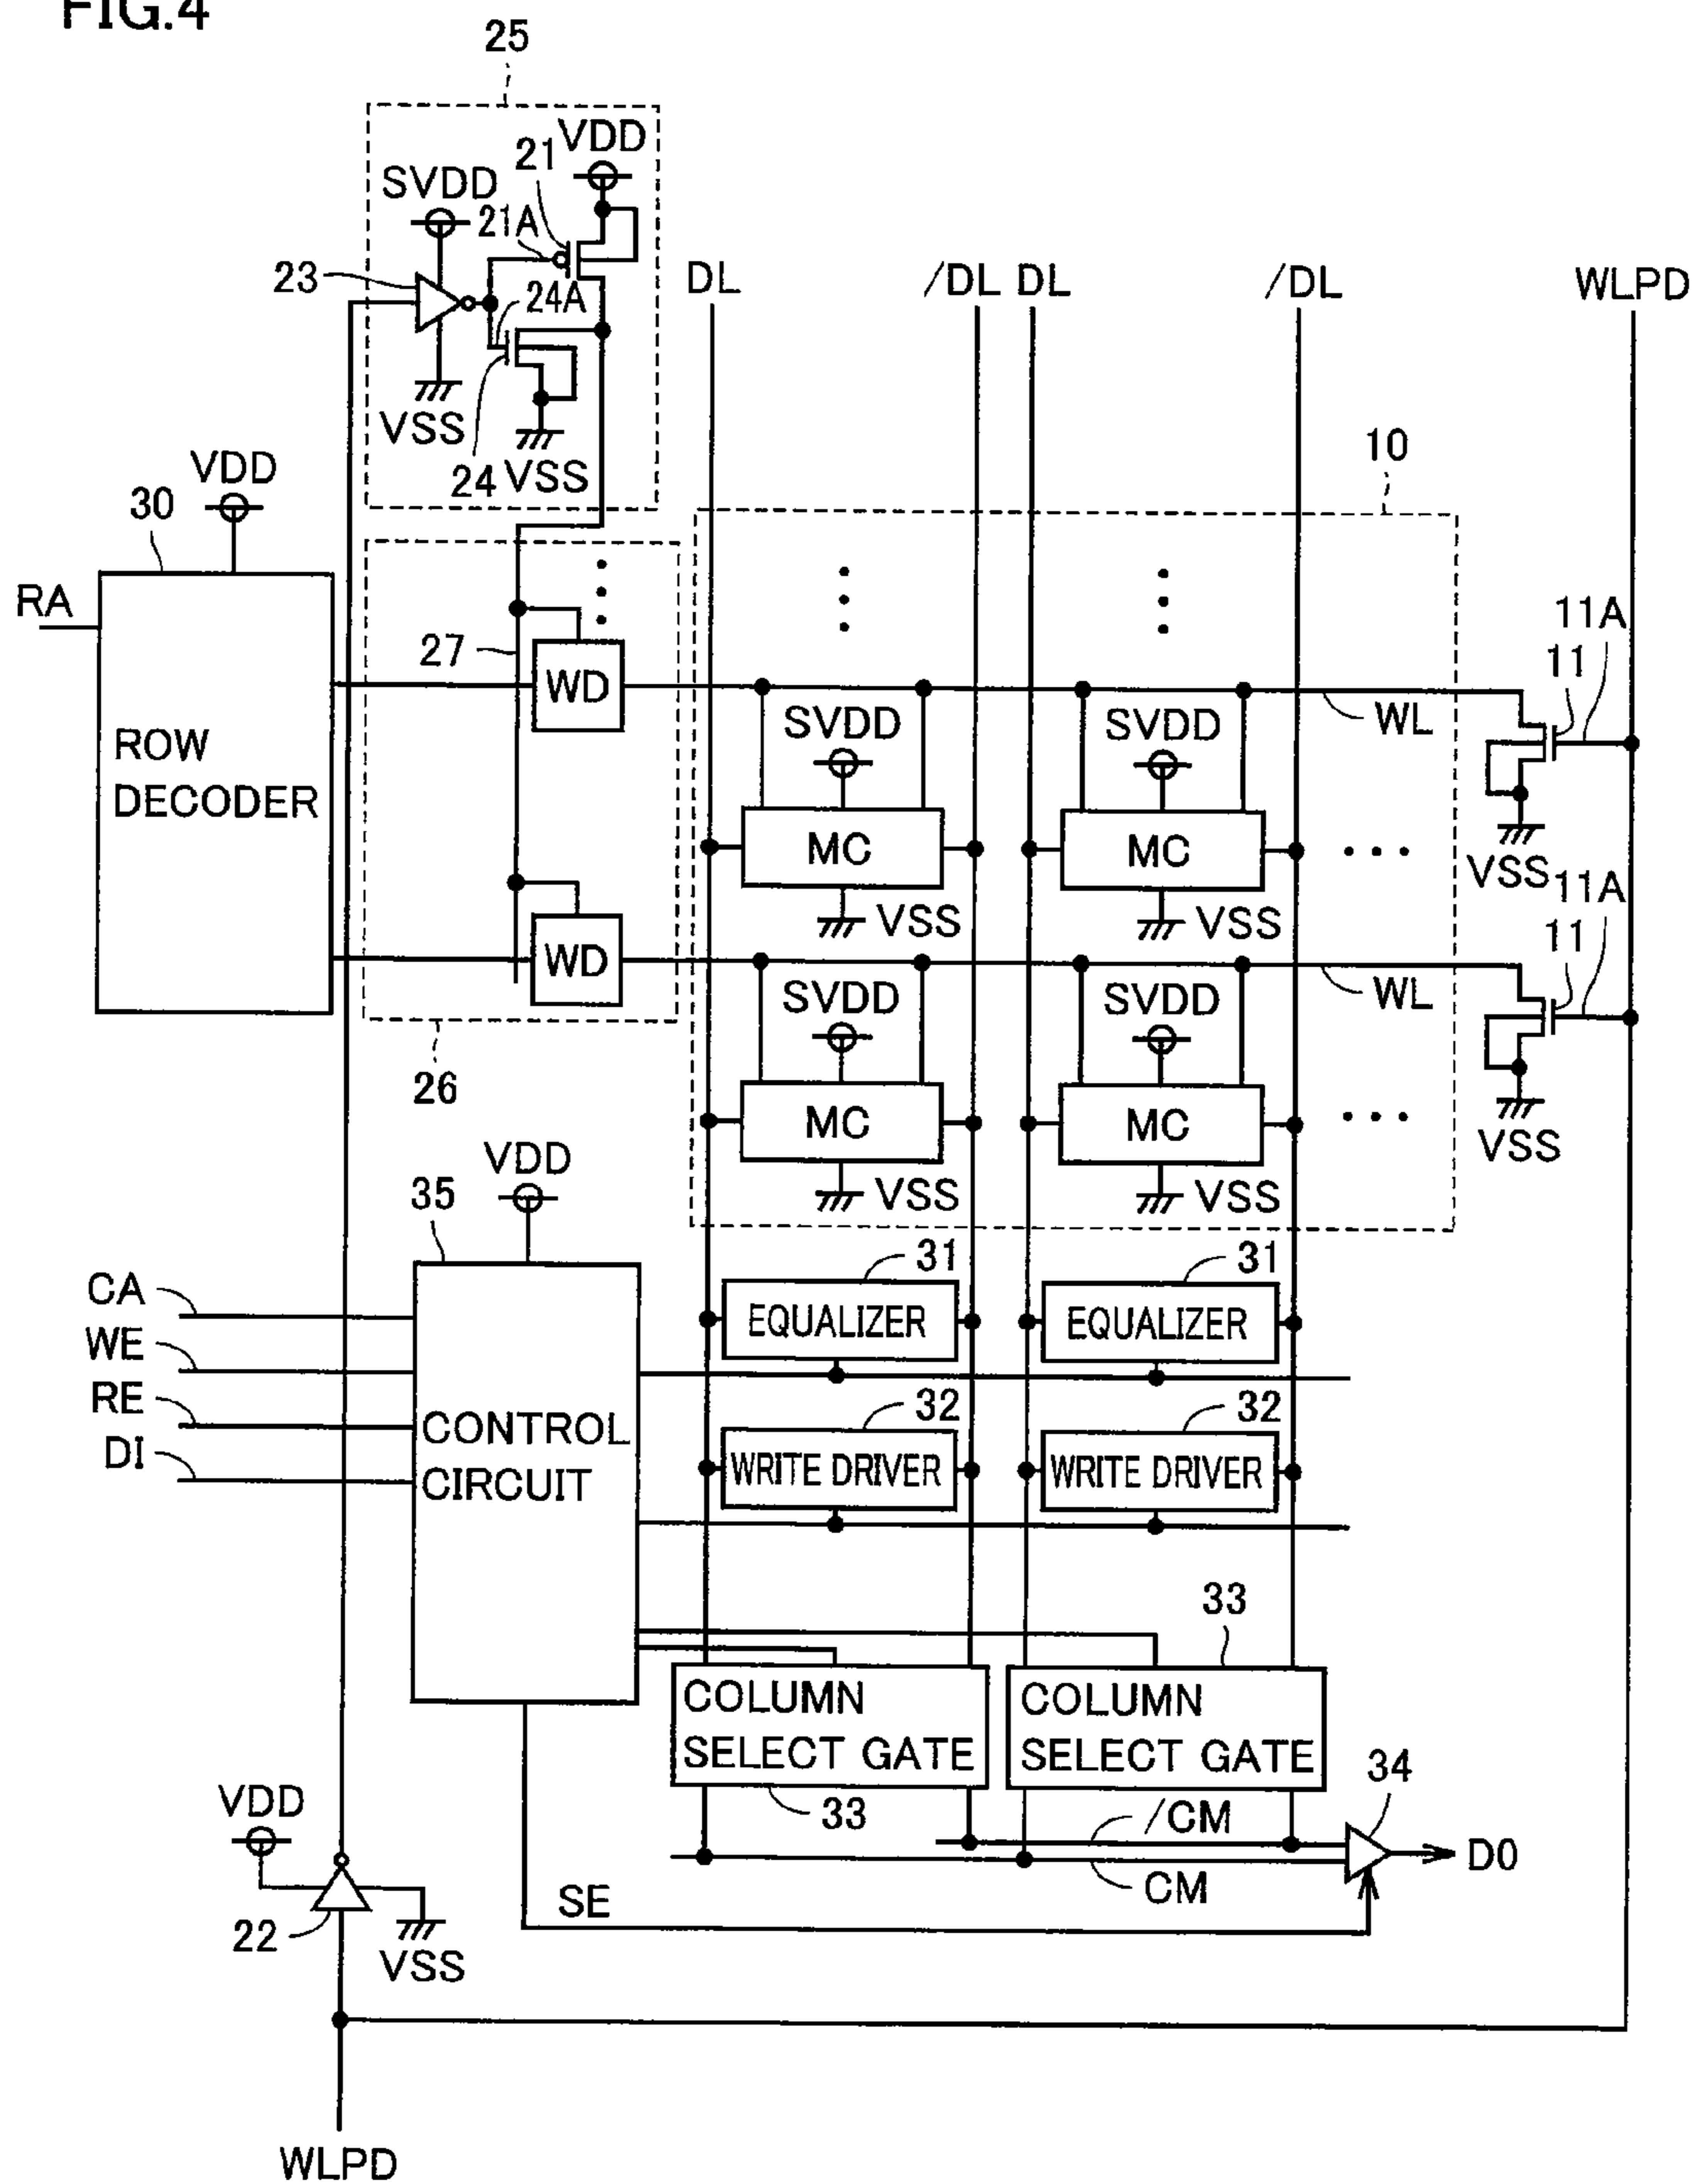 FIG.4
25
VDD
21
SVDD
21A
23
24A
DL
/DL
DL
/DL
WLPD
VSS
24
VSS
10
VDD
30
RA
11A
27
11
WD
SVDD
SVDD
WL
ROW
DECODER
MC
MC
...
VSS
11A
VSS
VSS
11
WD
SVDD
SVDD
WL
26
MC
MC
...
VSS
VDD
35
VSS
VSS
31
31
CA
EQUALIZER
EQUALIZER
WE
RE
32
32
CONTROL
CIRCUIT
DI
WRITE DRIVER
WRITE DRIVER
33
COLUMN
SELECT GATE
COLUMN
SELECT GATE
34
VDD
33
/CM
D0
CM
SE
22
VSS
WLPD